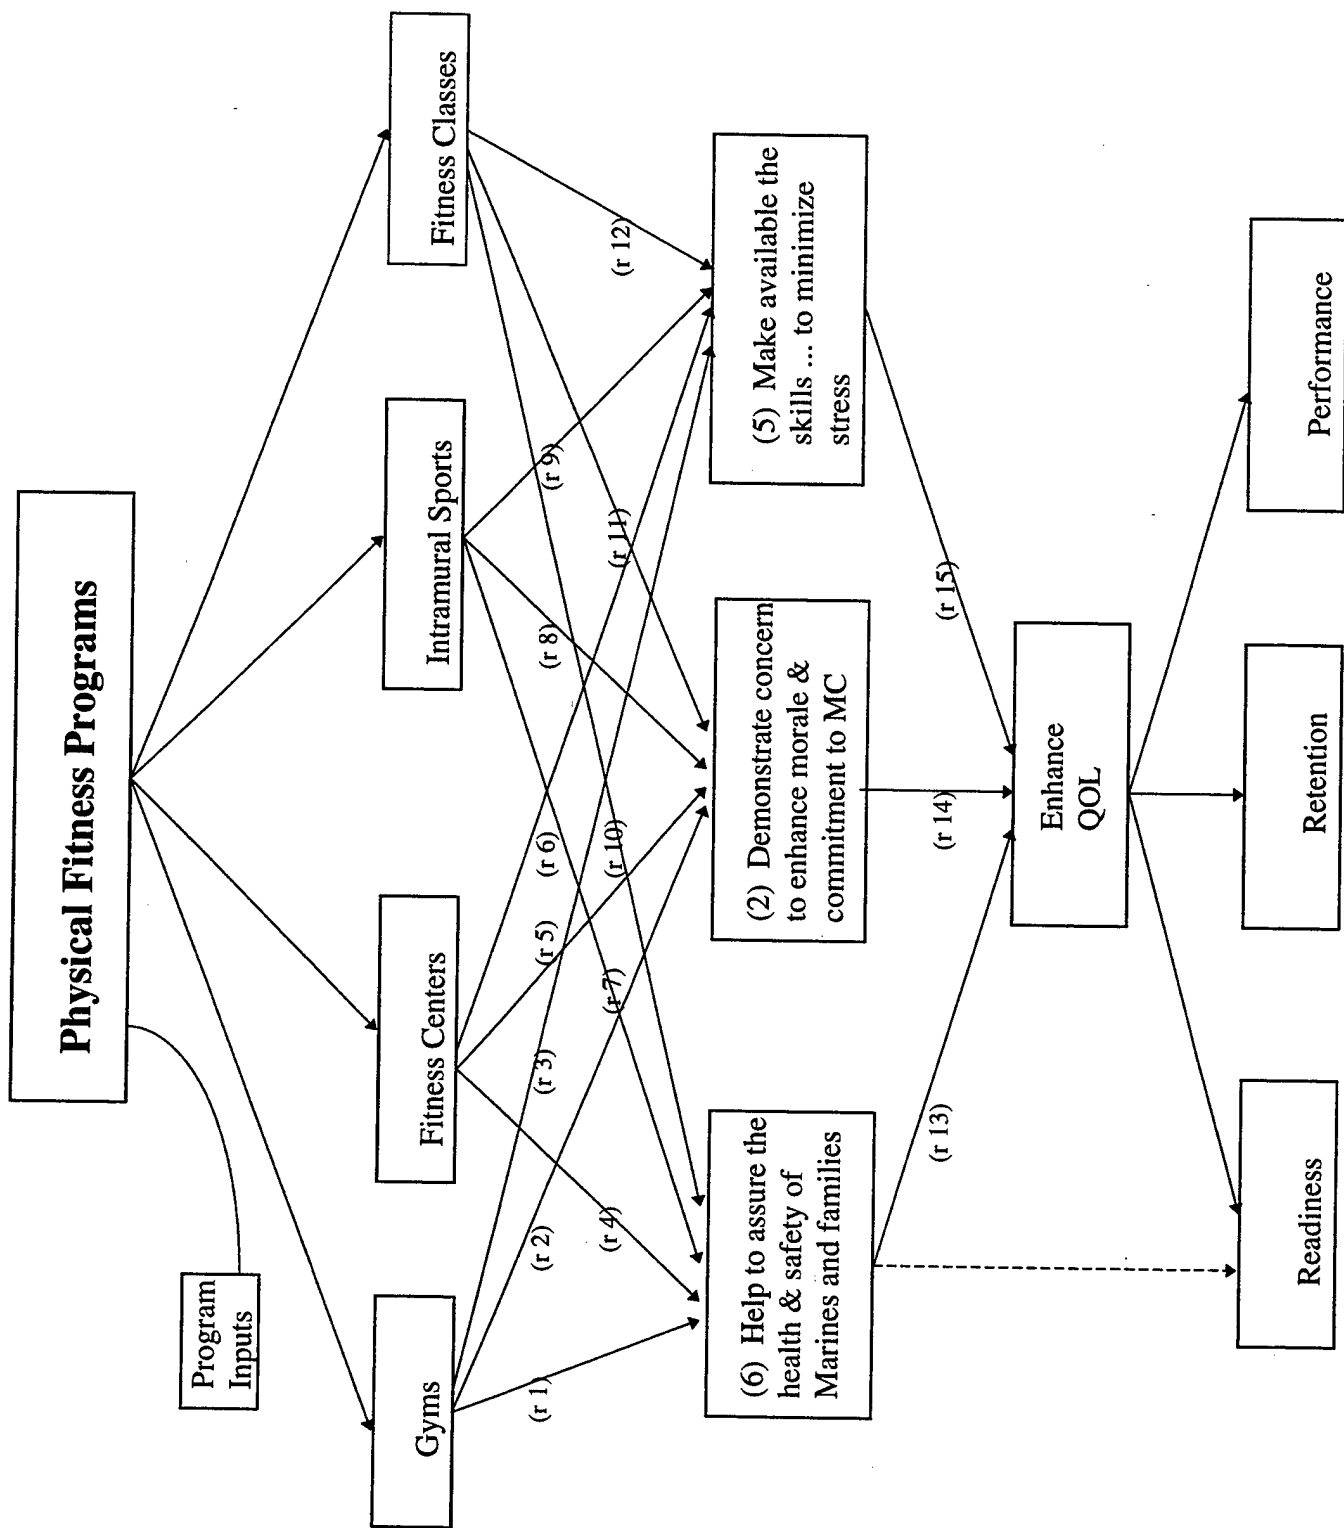 Physical Fitness Programs
Program
Inputs
Gyms
Fitness Centers
Intramural Sports
Fitness Classes
(r 1)
(r 2)
(r 3)
(r 4)
(r 5)
(r 6)
(r 7)
(r 8)
(r 9)
(r 10)
(r 11)
(r 12)
(6) Help to assure the
health & safety of
Marines and families
(2) Demonstrate concern
to enhance morale &
commitment to MC
(5) Make available the
skills ... to minimize
stress
(r 13)
(r 14)
(r 15)
Enhance
QOL
Readiness
Retention
Performance